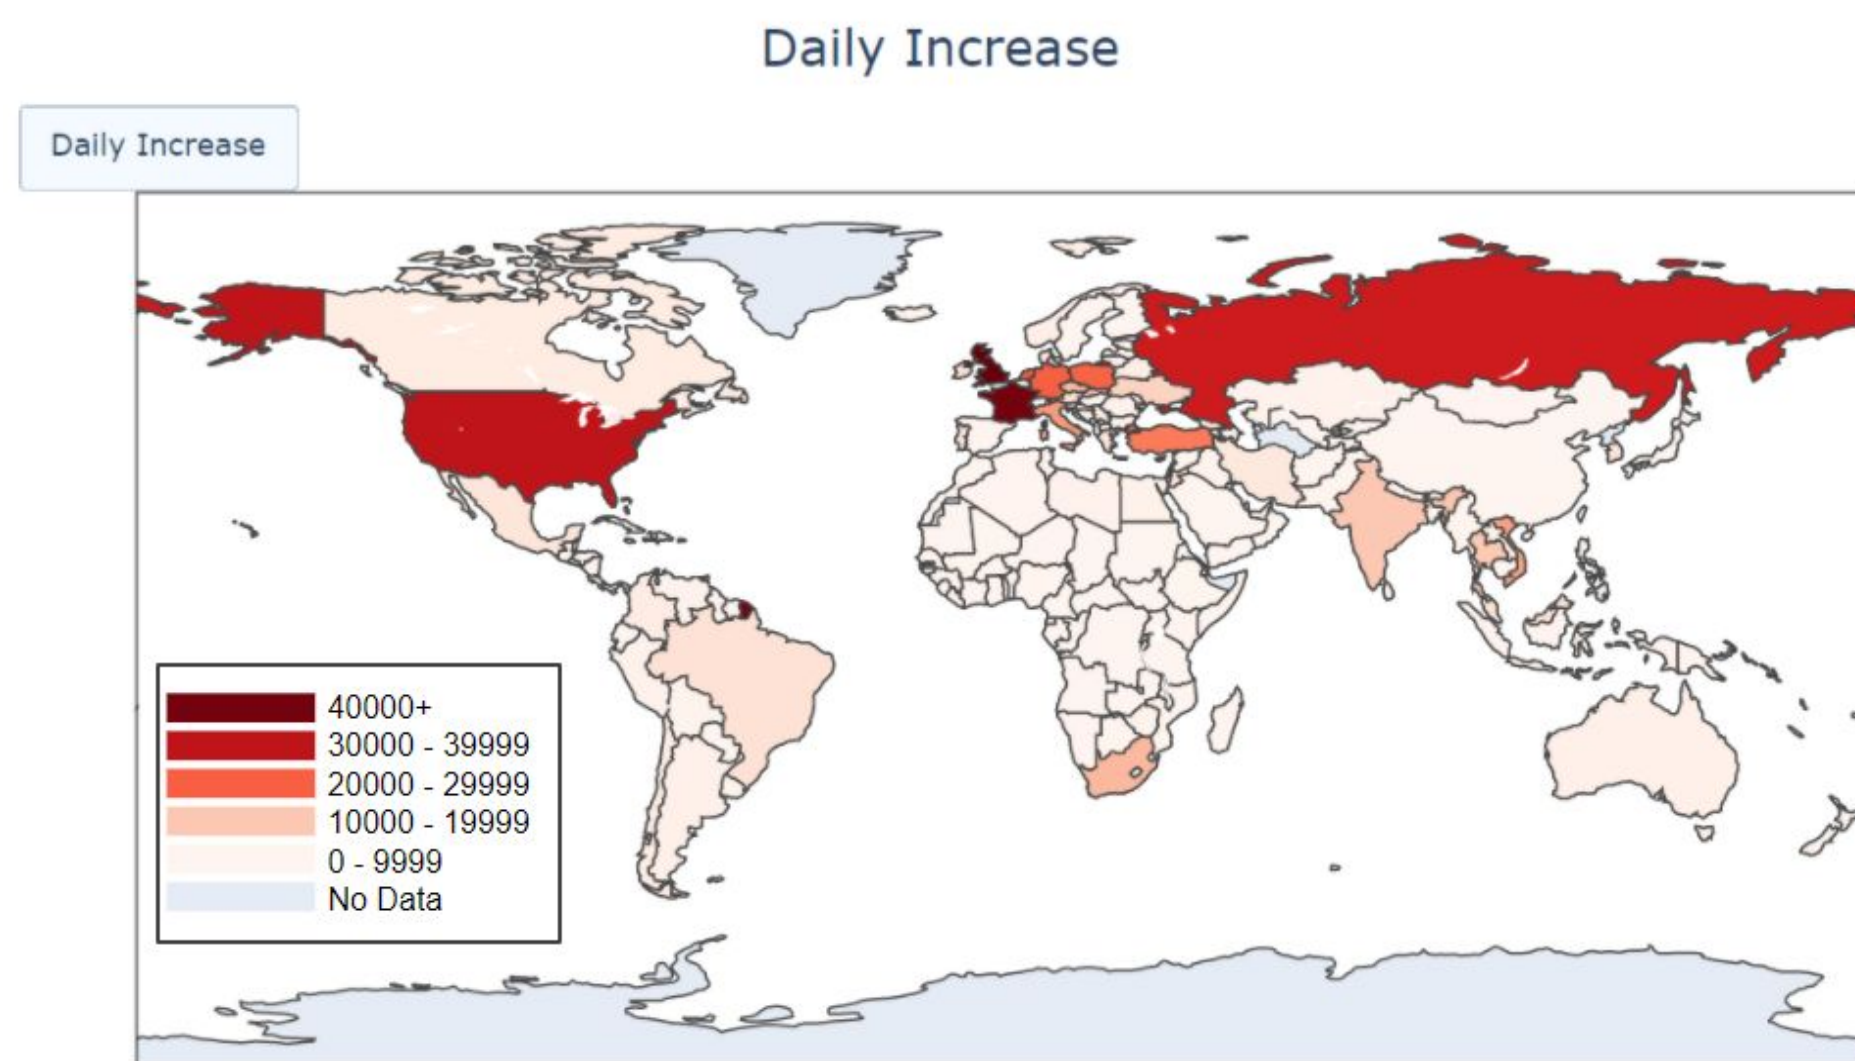 Daily Increase
Daily Increase
40000+
30000 - 39999
20000 - 29999
10000 - 19999
0 - 9999
No Data